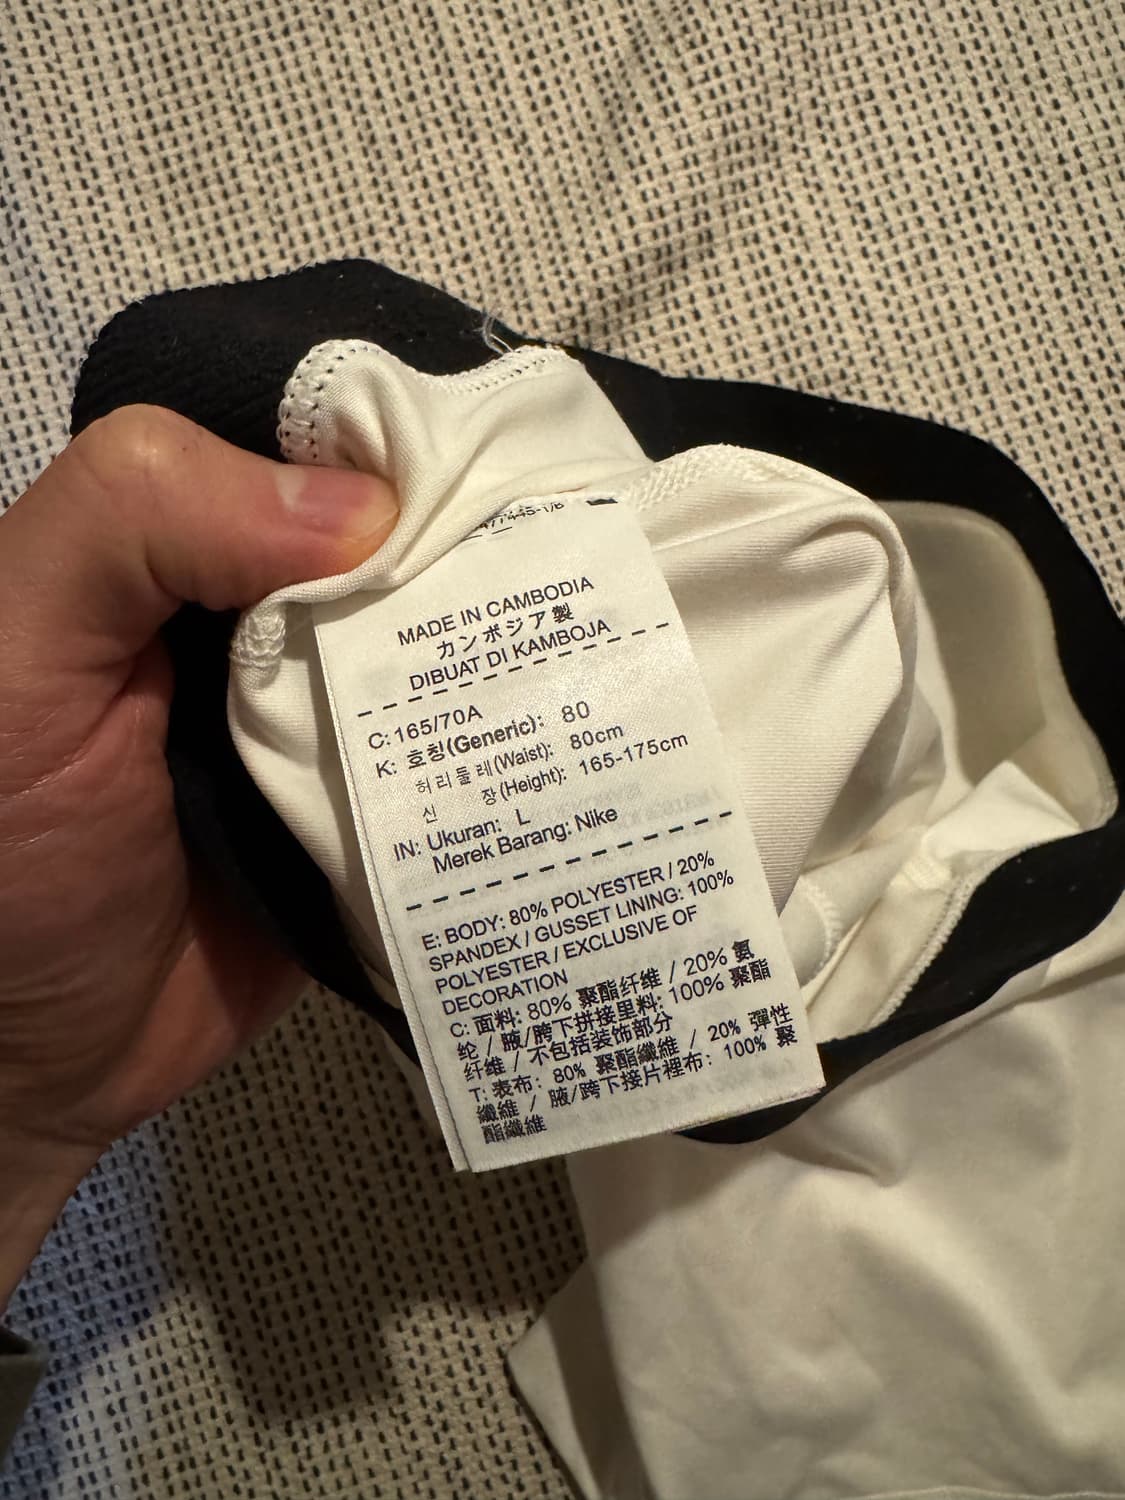 MADE IN CAMBODIA
カンボジア製
DIBUAT DI KAMBOJA
C: 165/70A
K: 호칭(Generic): 80
허리둘레(Waist): 80cm
신 장(Height): 165-175cm
IN: Ukuran: L
Merek Barang: Nike
E: BODY: 80% POLYESTER / 20%
SPANDEX / GUSSET LINING: 100%
POLYESTER / EXCLUSIVE OF
DECORATION
C: 面料: 80% 聚酯纤维 / 20% 氨
纶 / 腋/胯下拼接里料: 100% 聚酯
纤维 / 不包括装饰部分
T: 表布: 80% 聚酯纖維 / 20% 彈性
纖維 / 腋/跨下接片裡布: 100% 聚
酯纖維